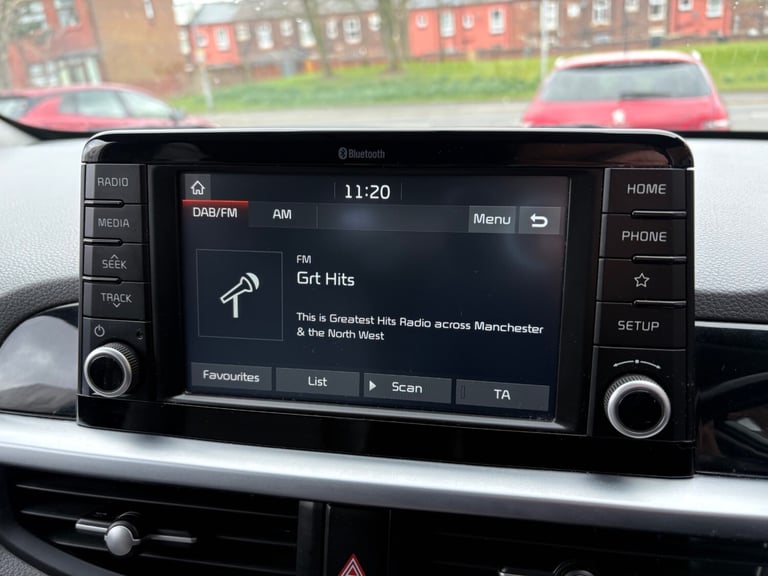 Bluetooth
RADIO
MEDIA
SEEK
TRACK
11:20
DAB/FM
AM
Menu
FM
Grt Hits
This is Greatest Hits Radio across Manchester
& the North West
Favourites
List
Scan
TA
HOME
PHONE
SETUP